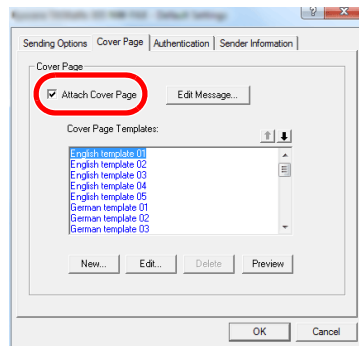 Default Settings
Sending Options Cover Page Authentication Sender Information
Cover Page
Attach Cover Page Edit Message...
Cover Page Templates:
English template 01
English template 02
English template 03
English template 04
English template 05
German template 01
German template 02
German template 03
New... Edit... Delete Preview
OK Cancel